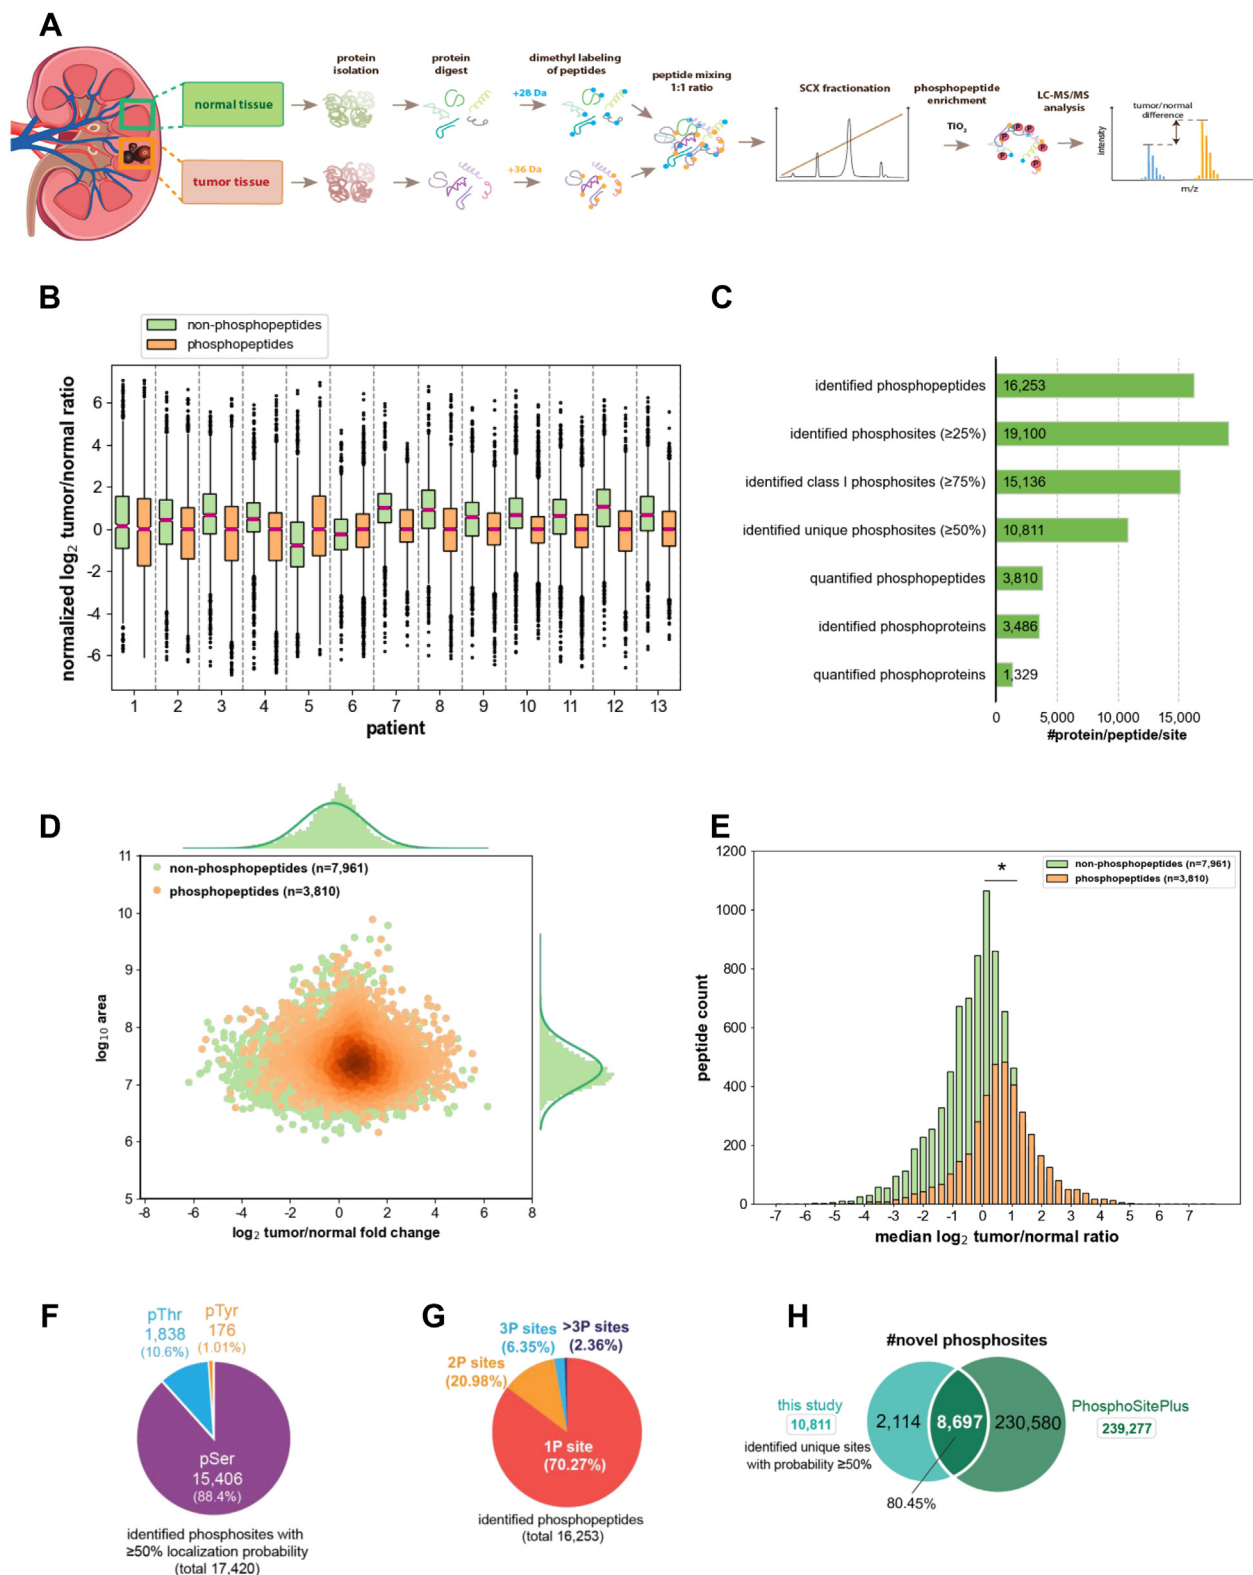 A
protein
isolation
protein
digest
dimethyl labeling
of peptides
peptide mixing
1:1 ratio
SCX fractionation
phosphopeptide
enrichment
LC-MS/MS
analysis
normal tissue
+28 Da
TiO2
tumor/normal
difference
intensity
m/z
P
P
P
P
P
P
tumor tissue
+36 Da
B
non-phosphopeptides
phosphopeptides
normalized log2 tumor/normal ratio
6
4
2
0
-2
-4
-6
1 2 3 4 5 6 7 8 9 10 11 12 13
patient
C
identified phosphopeptides 16,253
identified phosphosites (≥25%) 19,100
identified class I phosphosites (≥75%) 15,136
identified unique phosphosites (≥50%) 10,811
quantified phosphopeptides 3,810
identified phosphoproteins 3,486
quantified phosphoproteins 1,329
0 5,000 10,000 15,000
#protein/peptide/site
D
non-phosphopeptides (n=7,961)
phosphopeptides (n=3,810)
log10 area
11
10
9
8
7
6
5
-8 -6 -4 -2 0 2 4 6 8
log2 tumor/normal fold change
E
non-phosphopeptides (n=7,961)
phosphopeptides (n=3,810)
*
peptide count
1200
1000
800
600
400
200
0
-7 -6 -5 -4 -3 -2 -1 0 1 2 3 4 5 6 7
median log2 tumor/normal ratio
F
pThr
1,838
(10.6%)
pTyr
176
(1.01%)
pSer
15,406
(88.4%)
identified phosphosites with
≥50% localization probability
(total 17,420)
G
3P sites
(6.35%)
>3P sites
(2.36%)
2P sites
(20.98%)
1P site
(70.27%)
identified phosphopeptides
(total 16,253)
H
#novel phosphosites
this study
10,811
identified unique sites
with probability ≥50%
2,114
8,697
230,580
PhosphoSitePlus
239,277
80.45%